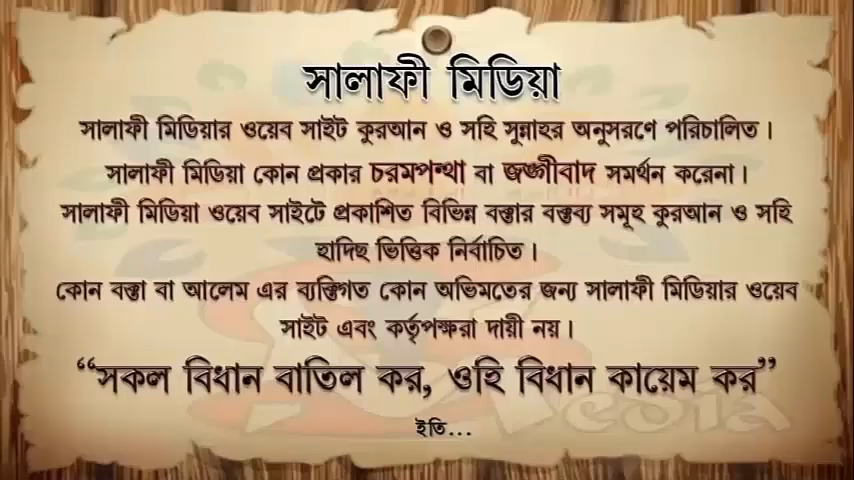 সালাফী মিডিয়া
সালাফী মিডিয়ার ওয়েব সাইট কুরআন ও সহি সুন্নাহর অনুসরণে পরিচালিত।
সালাফী মিডিয়া কোন প্রকার চরমপন্থা বা জঙ্গীবাদ সমর্থন করেনা।
সালাফী মিডিয়া ওয়েব সাইটে প্রকাশিত বিভিন্ন বক্তার বক্তব্য সমূহ কুরআন ও সহি
হাদিছ ভিত্তিক নির্বাচিত।
কোন বক্তা বা আলেম এর ব্যক্তিগত কোন অভিমতের জন্য সালাফী মিডিয়ার ওয়েব
সাইট এবং কর্তৃপক্ষরা দায়ী নয়।
“সকল বিধান বাতিল কর, ওহি বিধান কায়েম কর”
ইতি...